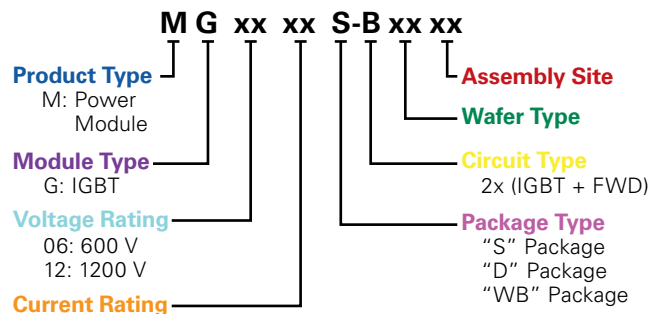 M G xx xx S-B xx xx
Product Type
M: Power
Module
Module Type
G: IGBT
Voltage Rating
06: 600 V
12: 1200 V
Current Rating
Assembly Site
Wafer Type
Circuit Type
2x (IGBT + FWD)
Package Type
“S” Package
“D” Package
“WB” Package